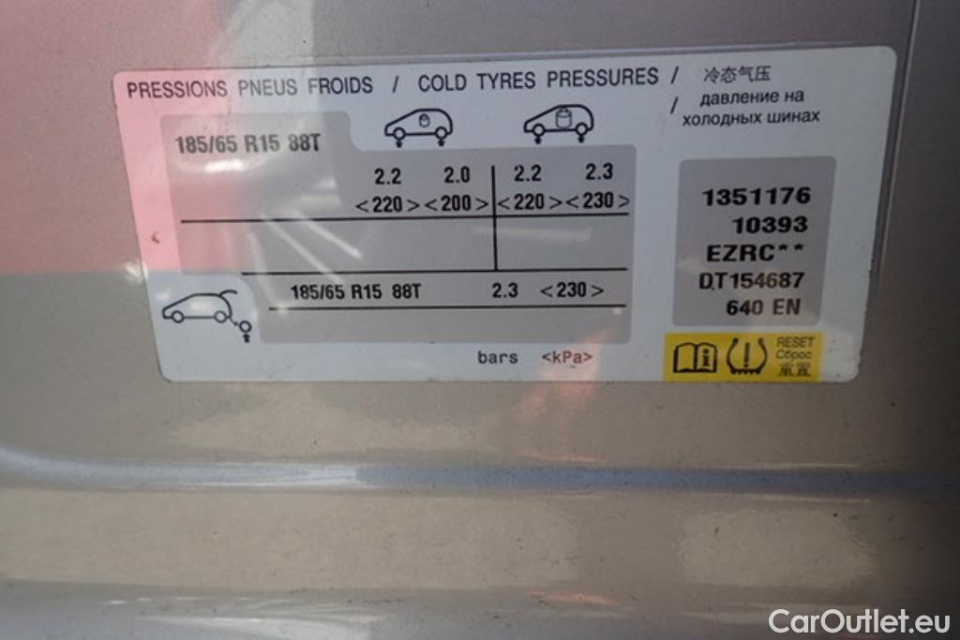 PRESSIONS PNEUS FROIDS / COLD TYRES PRESSURES / 冷态气压
/ давление на
холодных шинах
185/65 R15 88T
2.2 2.0 2.2 2.3
<220> <200> <220> <230>
185/65 R15 88T 2.3 <230>
bars <kPa>
1351176
10393
EZRC**
DT154687
640 EN
RESET
Сброс
CarOutlet.eu